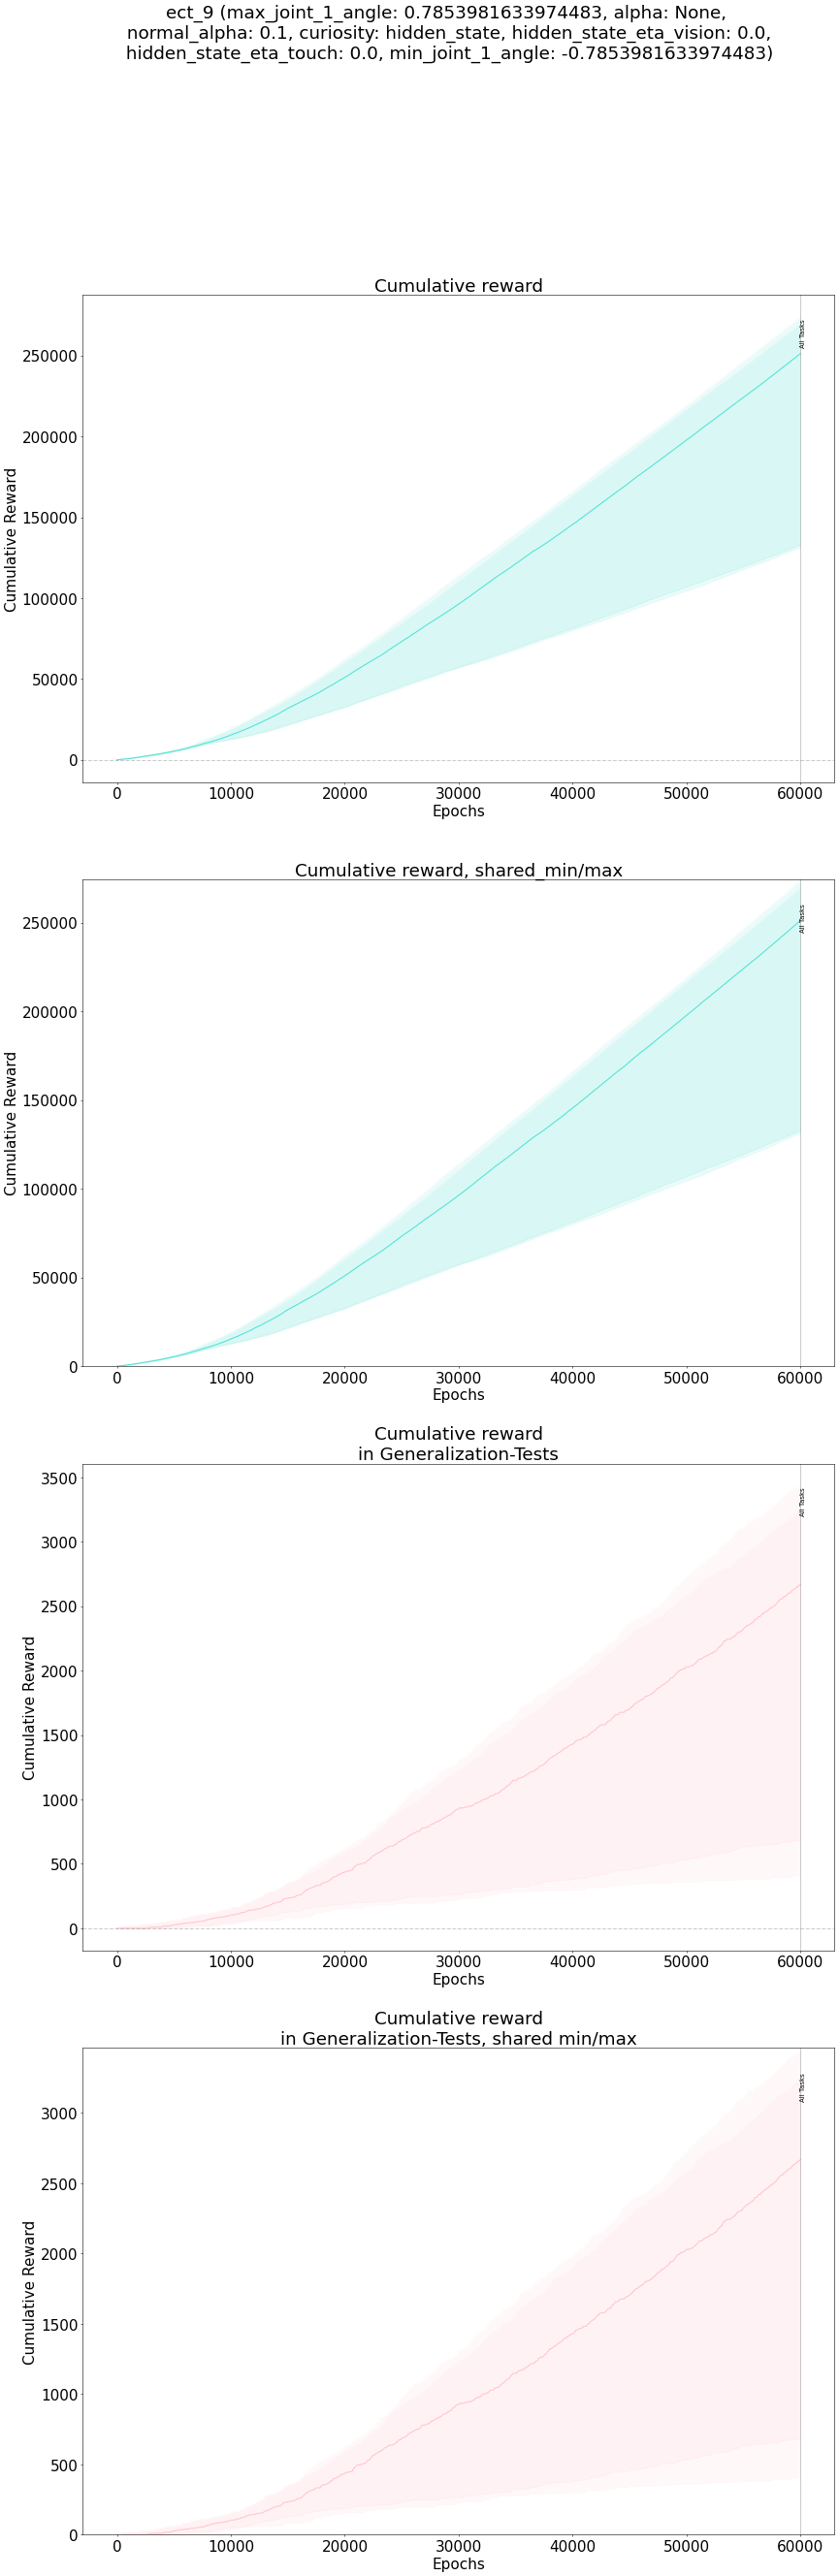 ect_9 (max_joint_1_angle: 0.7853981633974483, alpha: None,
normal_alpha: 0.1, curiosity: hidden_state, hidden_state_eta_vision: 0.0,
hidden_state_eta_touch: 0.0, min_joint_1_angle: -0.7853981633974483)
Cumulative reward
All Tasks
250000
200000
150000
100000
50000
0
Cumulative Reward
0 10000 20000 30000 40000 50000 60000
Epochs
Cumulative reward, shared_min/max
All Tasks
250000
200000
150000
100000
50000
0
Cumulative Reward
0 10000 20000 30000 40000 50000 60000
Epochs
Cumulative reward
in Generalization-Tests
All Tasks
3500
3000
2500
2000
1500
1000
500
0
Cumulative Reward
0 10000 20000 30000 40000 50000 60000
Epochs
Cumulative reward
in Generalization-Tests, shared min/max
All Tasks
3000
2500
2000
1500
1000
500
0
Cumulative Reward
0 10000 20000 30000 40000 50000 60000
Epochs